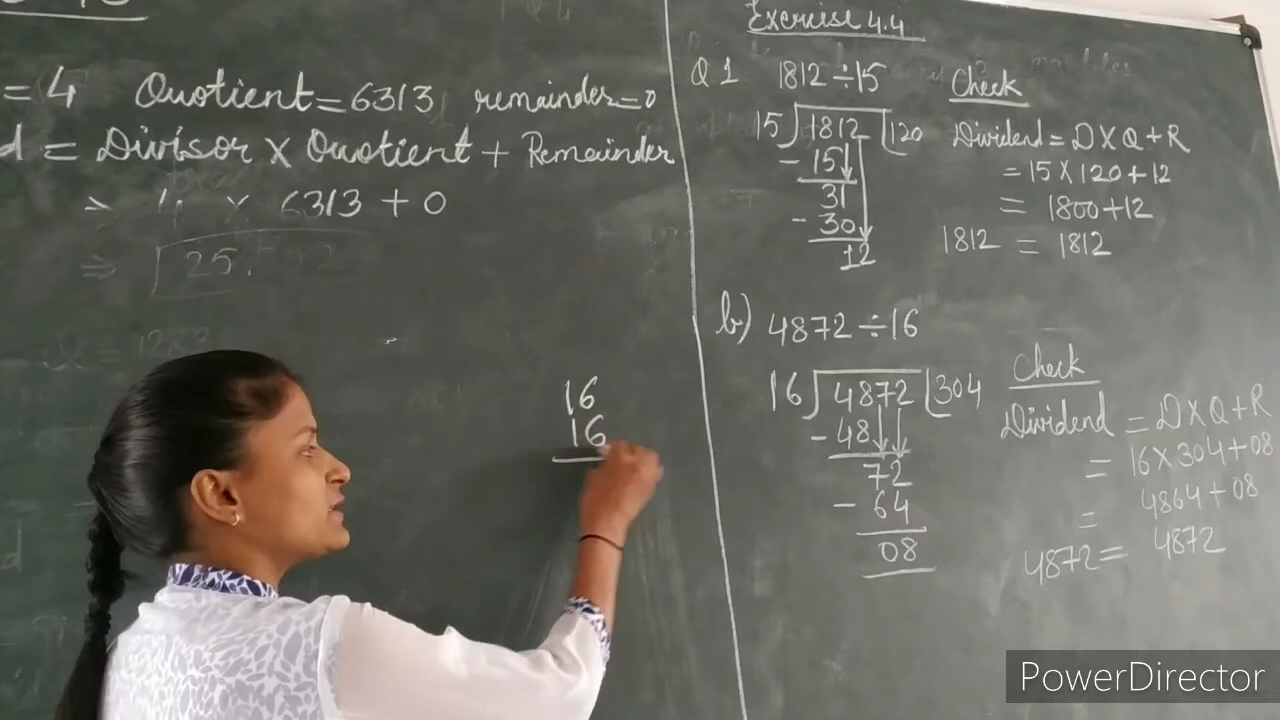 = 4 Quotient = 6313, remainder = 0
d = Divisor × Quotient + Remainder
× 6313 + 0
⇒ 25.
16
16
Exercise 4.4
Q1 1812 ÷ 15
15 1812 120
- 15
31
- 30
12
Check
Dividend = D × Q + R
= 15 × 120 + 12
= 1800 + 12
1812 = 1812
b) 4872 ÷ 16
16 4872 304
- 48
72
- 64
08
Check
Dividend = D × Q + R
= 16 × 304 + 08
= 4864 + 08
4872 = 4872
PowerDirector